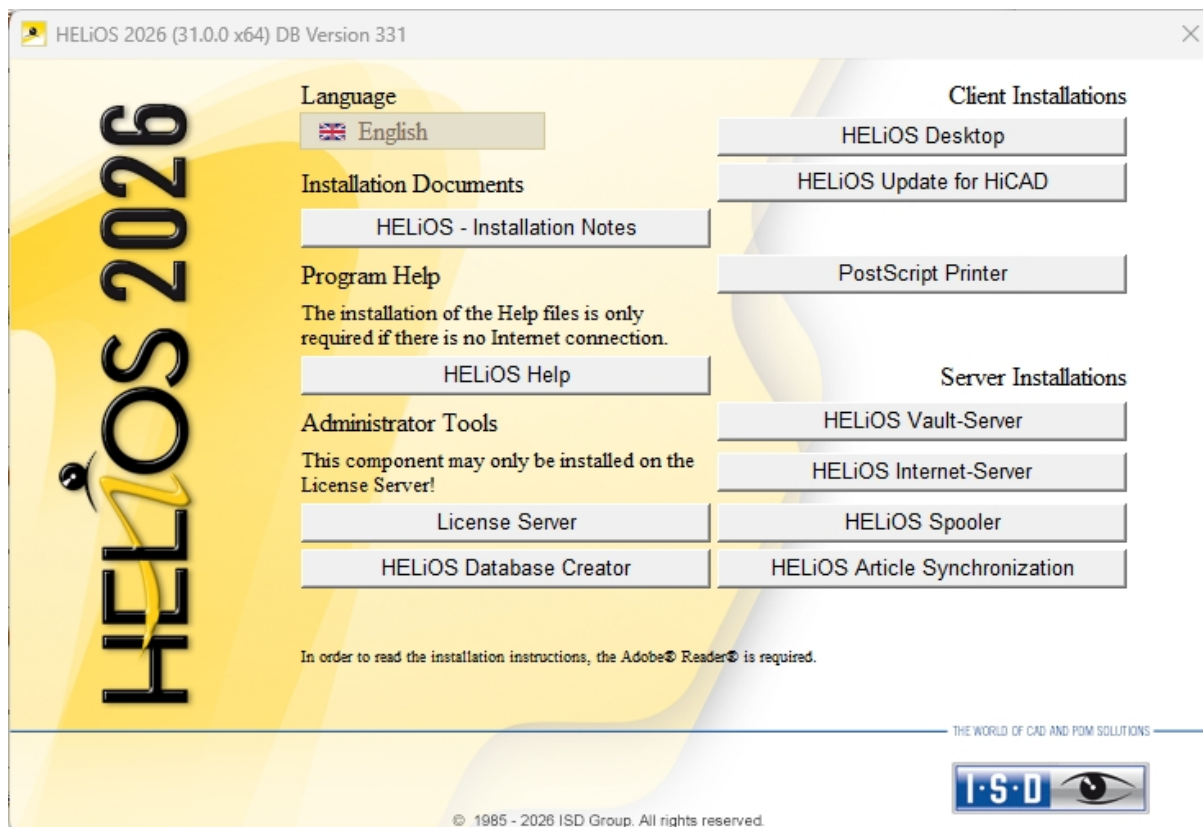 HELiOS 2026 (31.0.0 x64) DB Version 331
HELiOS 2026
Language
English
Installation Documents
HELiOS - Installation Notes
Program Help
The installation of the Help files is only
required if there is no Internet connection.
HELiOS Help
Administrator Tools
This component may only be installed on the
License Server!
License Server
HELiOS Database Creator
Client Installations
HELiOS Desktop
HELiOS Update for HiCAD
PostScript Printer
Server Installations
HELiOS Vault-Server
HELiOS Internet-Server
HELiOS Spooler
HELiOS Article Synchronization
In order to read the installation instructions, the Adobe® Reader® is required.
THE WORLD OF CAD AND PDM SOLUTIONS
I·S·D
© 1985 - 2026 ISD Group. All rights reserved.